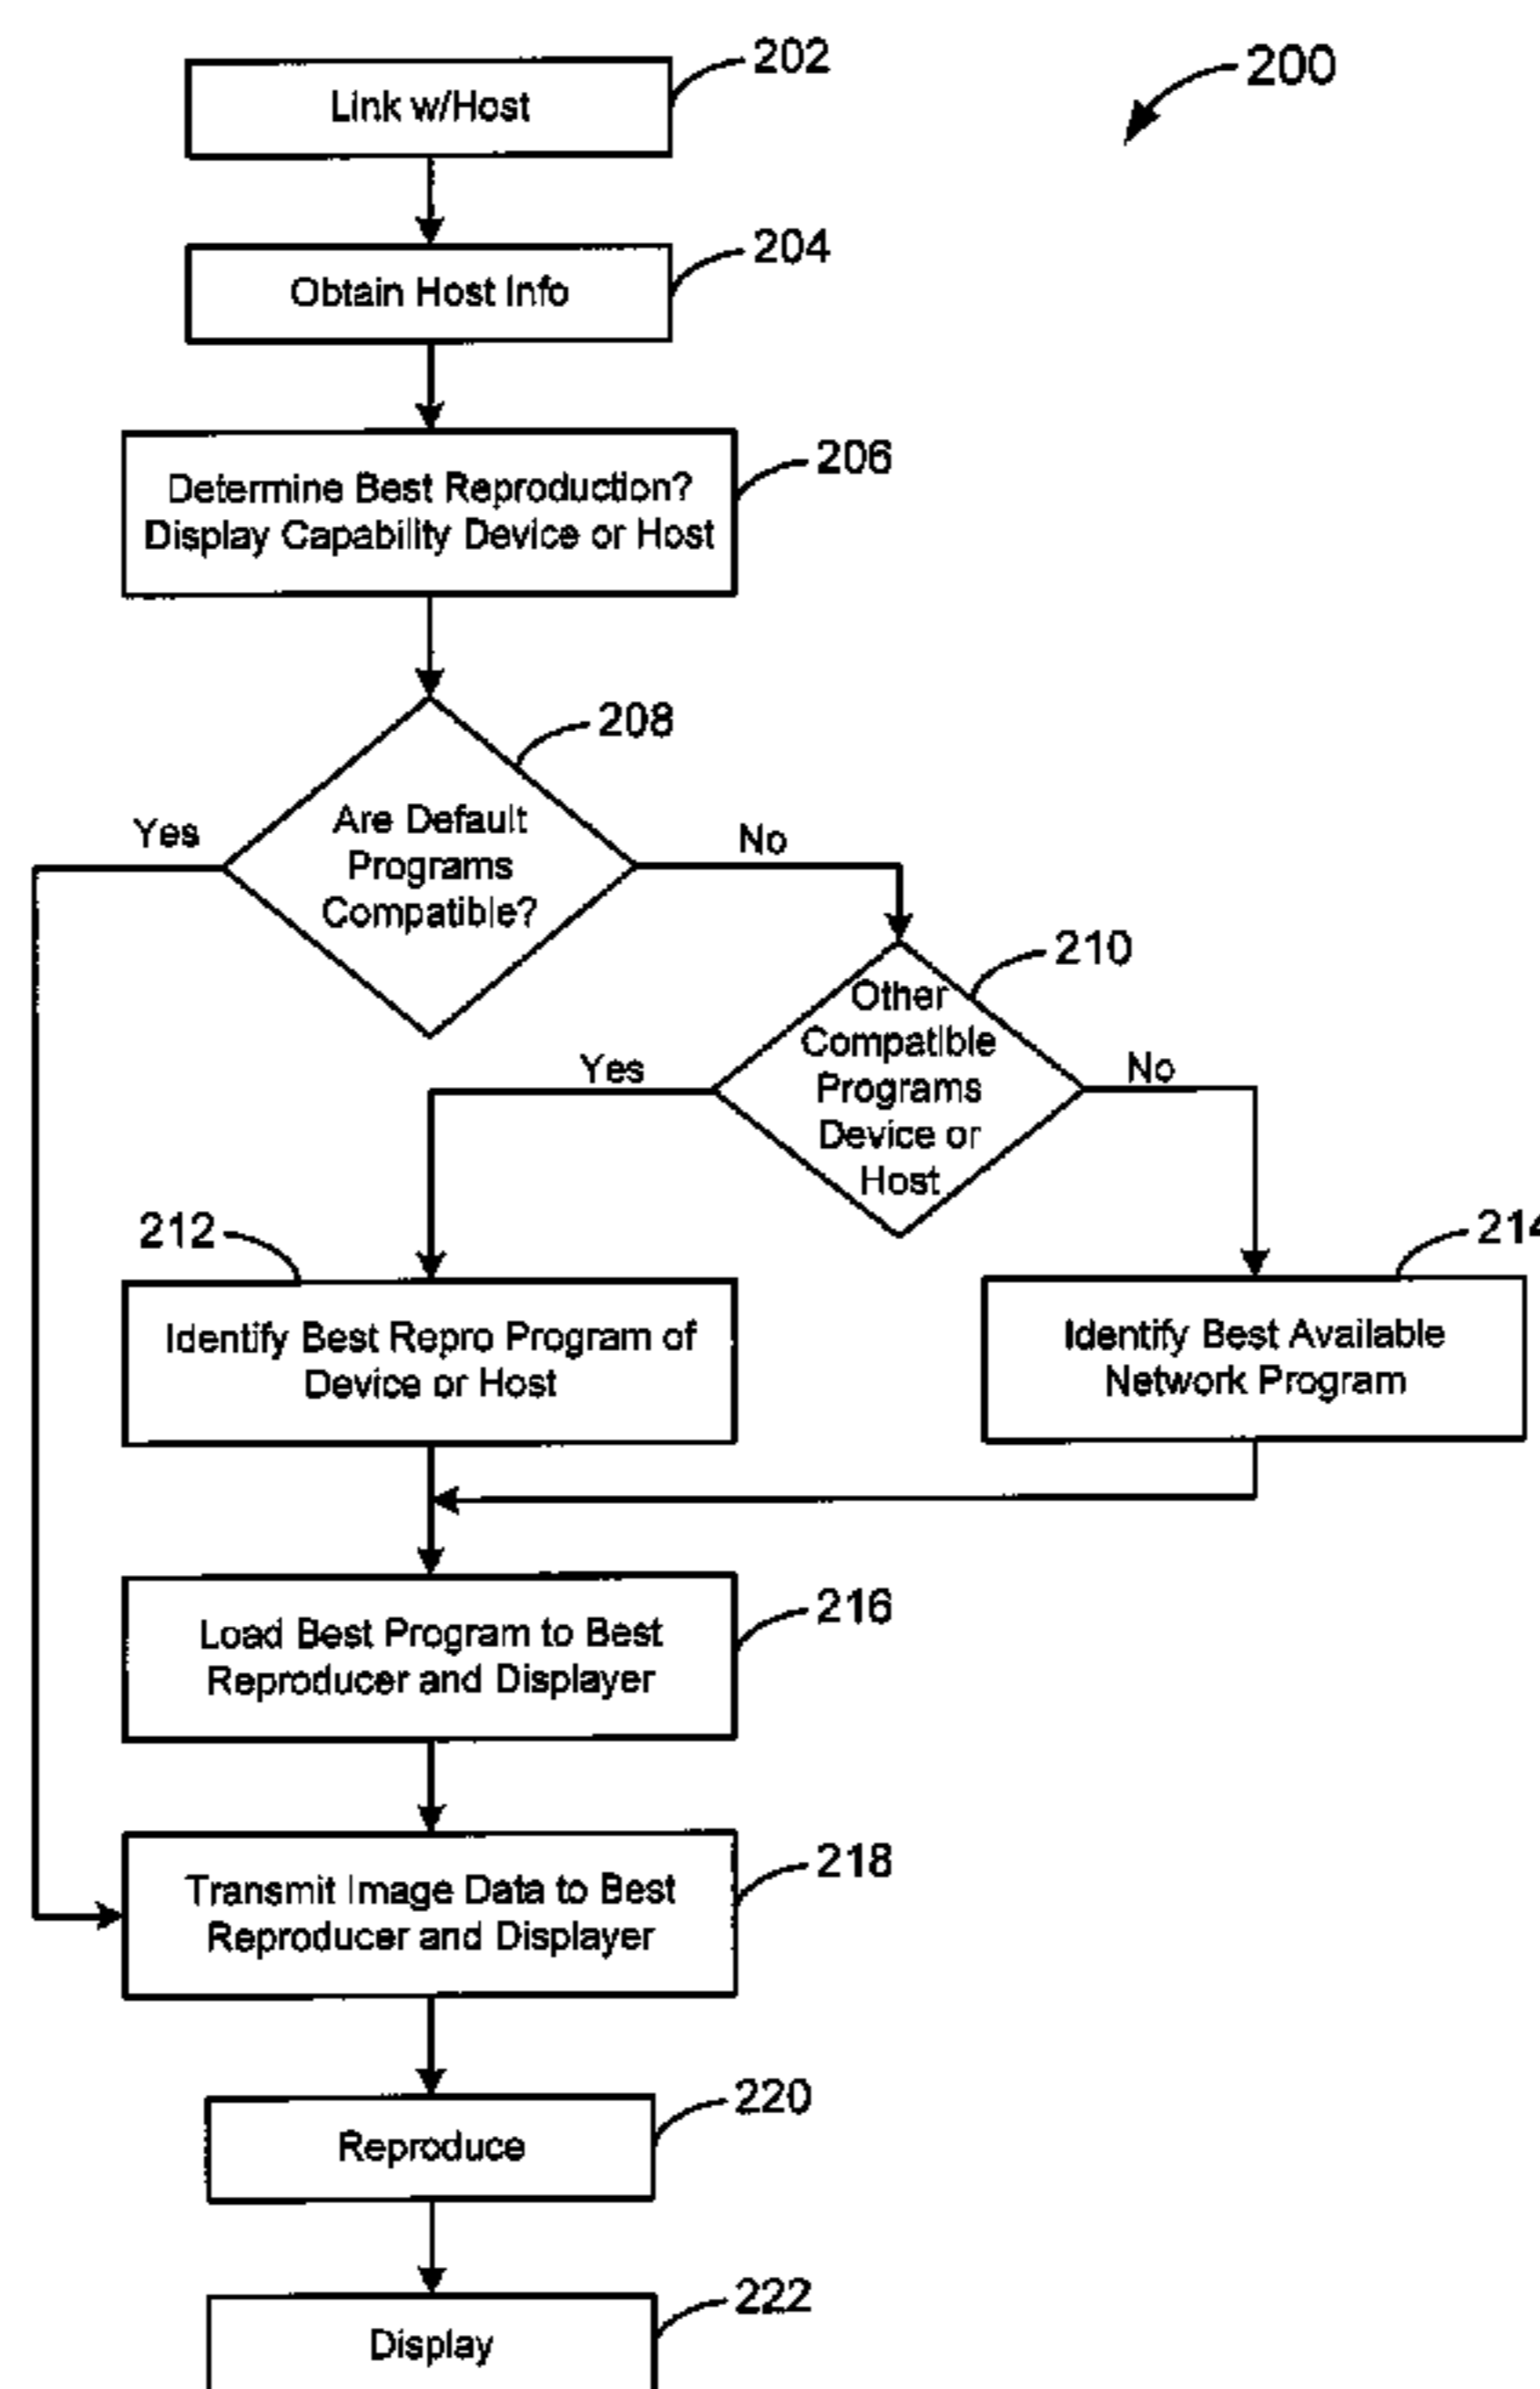 202
200
Link w/Host
204
Obtain Host Info
206
Determine Best Reproduction?
Display Capability Device or Host
208
Yes
Are Default
Programs
Compatible?
No
210
Other
Compatible
Programs
Device or
Host
Yes
No
212
214
Identify Best Repro Program of
Device or Host
Identify Best Available
Network Program
216
Load Best Program to Best
Reproducer and Displayer
218
Transmit Image Data to Best
Reproducer and Displayer
220
Reproduce
222
Display